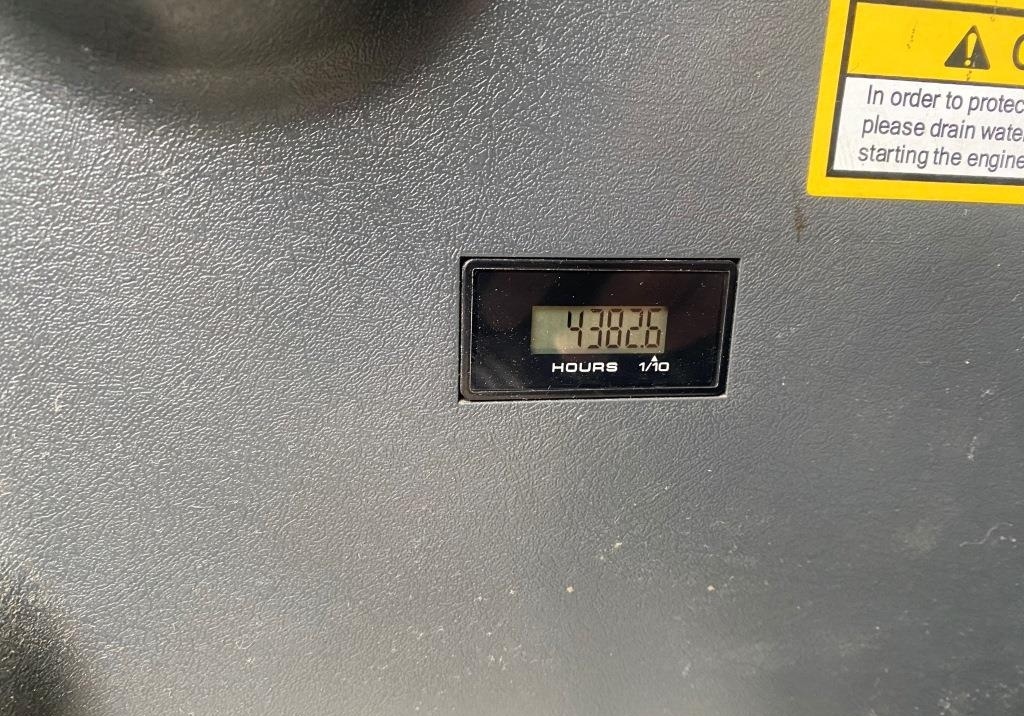 In order to protec
please drain wate
starting the engine
4382.6
HOURS 1/10